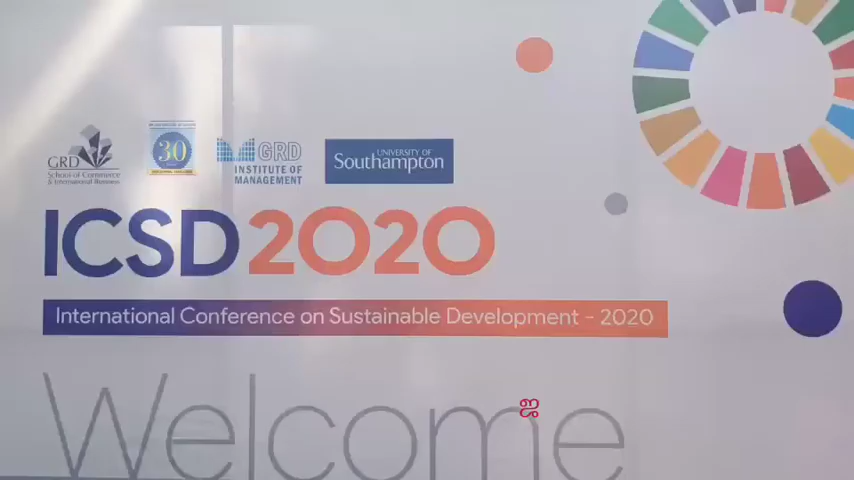 GRD
School of Commerce
& International Business
30
GRD
INSTITUTE OF
MANAGEMENT
UNIVERSITY OF
Southampton
ICSD2020
International Conference on Sustainable Development - 2020
Welcome